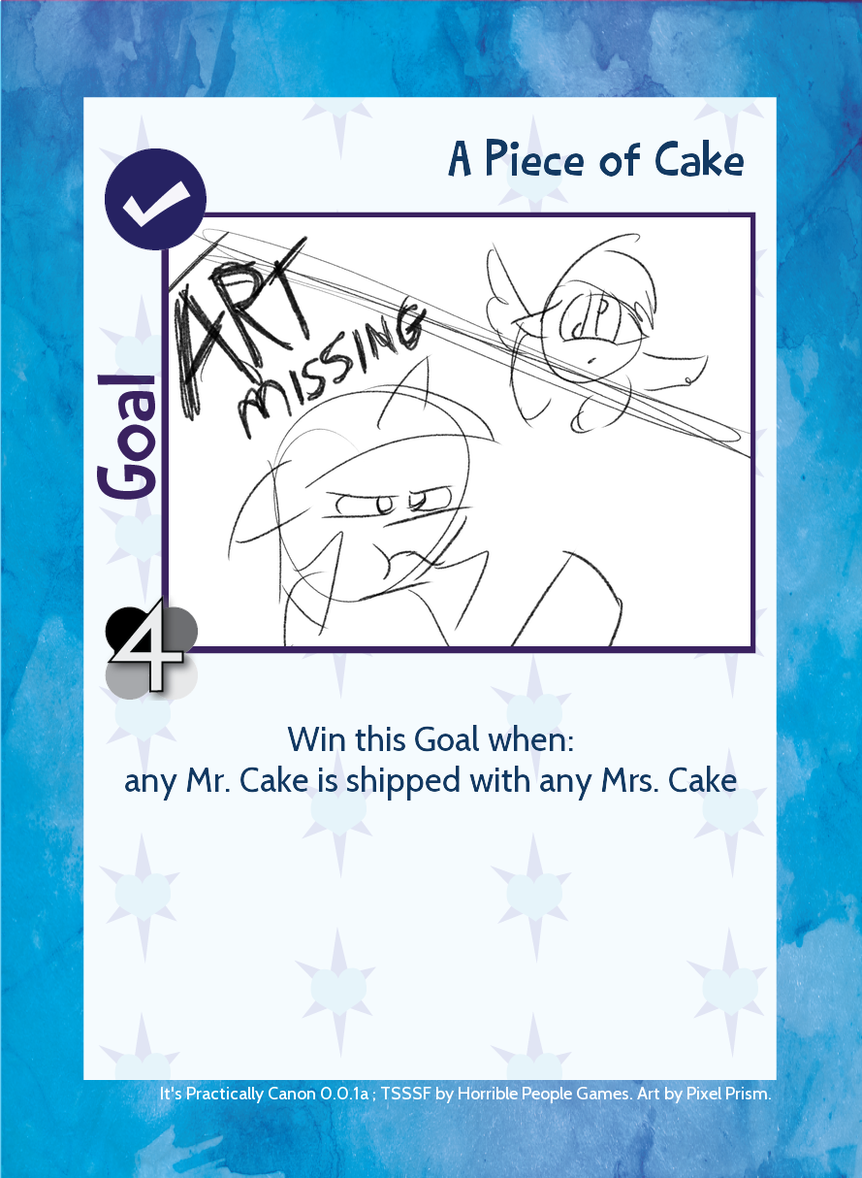 A Piece of Cake
ART
MISSING
JP
Goal
4
Win this Goal when:
any Mr. Cake is shipped with any Mrs. Cake
It's Practically Canon 0.0.1a ; TSSSF by Horrible People Games. Art by Pixel Prism.